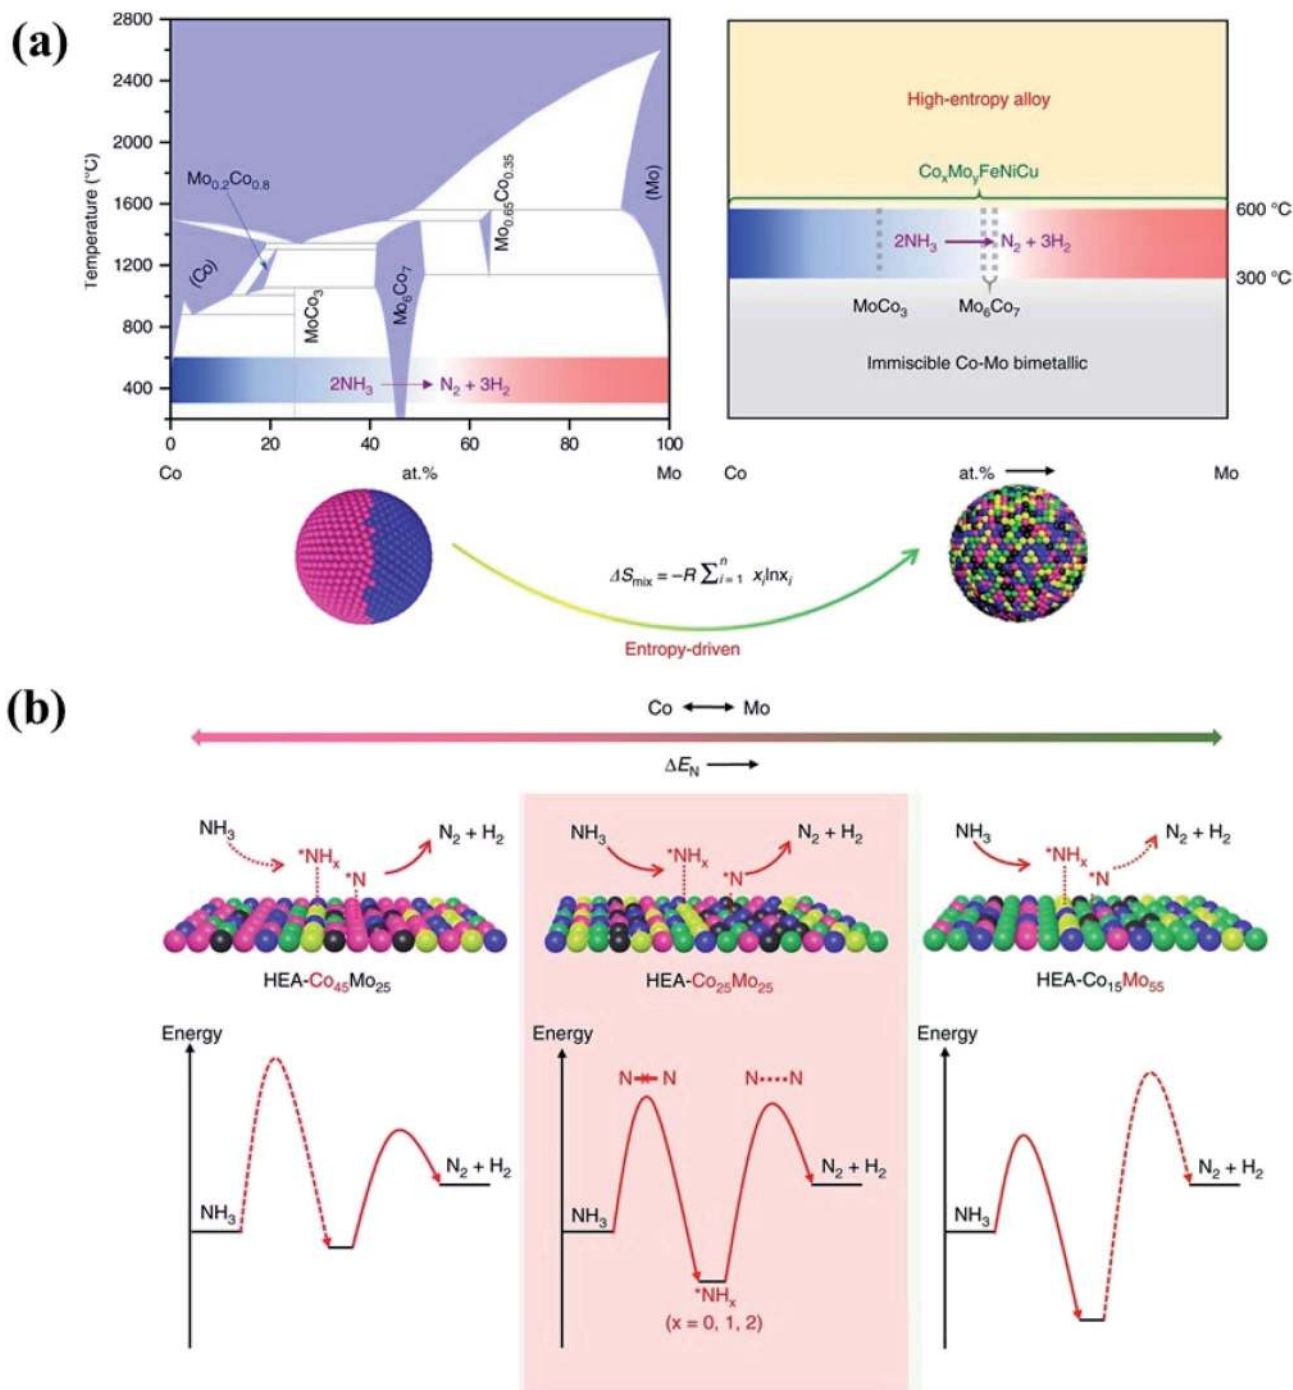 (a)
2800
2400
2000
1600
1200
800
400
Temperature (°C)
Mo0.2Co0.8
(Co)
MoCo3
Mo6Co7
Mo0.65Co0.35
(Mo)
2NH3 → N2 + 3H2
0 20 40 60 80 100
Co at.% Mo
High-entropy alloy
CoxMoyFeNiCu
600 °C
2NH3 → N2 + 3H2
300 °C
MoCo3 Mo6Co7
Immiscible Co-Mo bimetallic
Co at.% → Mo
ΔSmix = –R ∑ n i = 1 xilnxi
Entropy-driven
(b)
Co ↔ Mo
ΔEN →
NH3 *NHx *N N2 + H2
HEA-Co45Mo25
NH3 *NHx *N N2 + H2
HEA-Co25Mo25
NH3 *NHx *N N2 + H2
HEA-Co15Mo55
Energy
NH3
N2 + H2
Energy
N N
N N
NH3
N2 + H2
*NHx
(x = 0, 1, 2)
Energy
NH3
N2 + H2